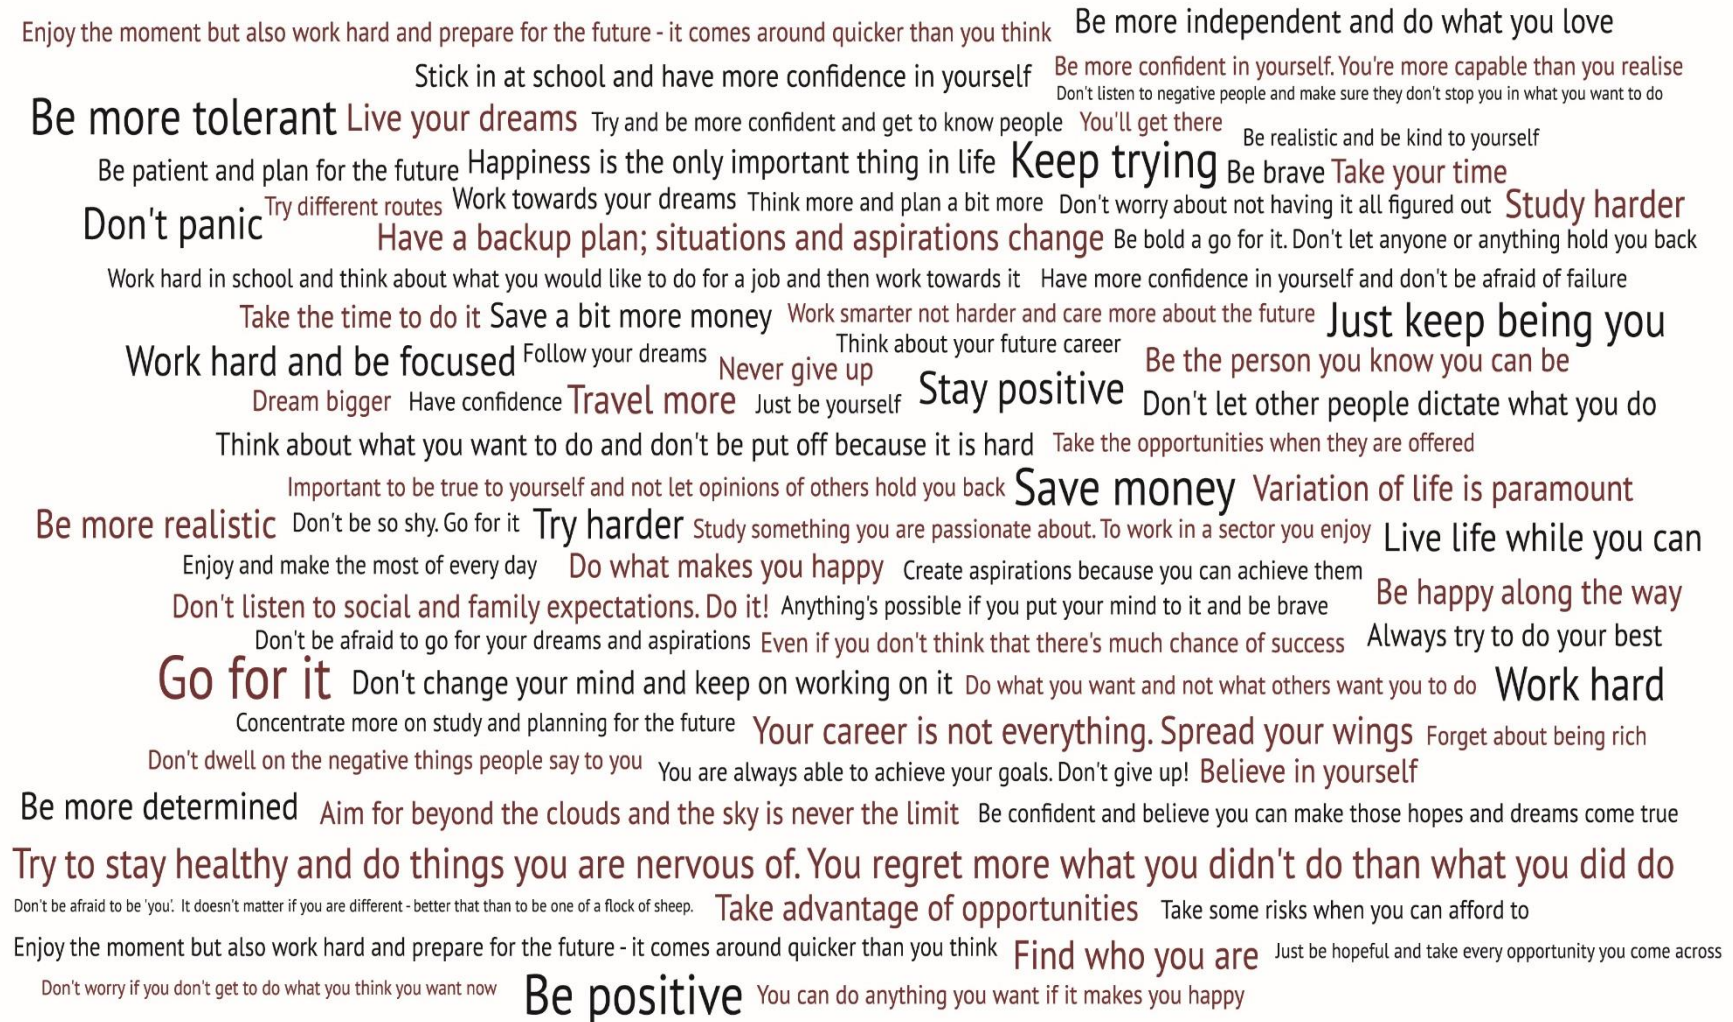 Enjoy the moment but also work hard and prepare for the future - it comes around quicker than you think Be more independent and do what you love
Stick in at school and have more confidence in yourself Be more confident in yourself. You're more capable than you realise
Don't listen to negative people and make sure they don't stop you in what you want to do
Be more tolerant Live your dreams Try and be more confident and get to know people You'll get there
Be realistic and be kind to yourself
Be patient and plan for the future Happiness is the only important thing in life Keep trying Be brave Take your time
Don't panic Try different routes Work towards your dreams Think more and plan a bit more Don't worry about not having it all figured out Study harder
Have a backup plan; situations and aspirations change Be bold a go for it. Don't let anyone or anything hold you back
Work hard in school and think about what you would like to do for a job and then work towards it Have more confidence in yourself and don't be afraid of failure
Take the time to do it Save a bit more money Work smarter not harder and care more about the future Just keep being you
Work hard and be focused Follow your dreams Think about your future career Be the person you know you can be
Never give up
Dream bigger Have confidence Travel more Just be yourself Stay positive Don't let other people dictate what you do
Think about what you want to do and don't be put off because it is hard Take the opportunities when they are offered
Important to be true to yourself and not let opinions of others hold you back Save money Variation of life is paramount
Be more realistic Don't be so shy. Go for it Try harder Study something you are passionate about. To work in a sector you enjoy Live life while you can
Enjoy and make the most of every day Do what makes you happy Create aspirations because you can achieve them
Be happy along the way
Don't listen to social and family expectations. Do it! Anything's possible if you put your mind to it and be brave
Don't be afraid to go for your dreams and aspirations Even if you don't think that there's much chance of success Always try to do your best
Go for it Don't change your mind and keep on working on it Do what you want and not what others want you to do Work hard
Concentrate more on study and planning for the future Your career is not everything. Spread your wings Forget about being rich
Don't dwell on the negative things people say to you You are always able to achieve your goals. Don't give up! Believe in yourself
Be more determined Aim for beyond the clouds and the sky is never the limit Be confident and believe you can make those hopes and dreams come true
Try to stay healthy and do things you are nervous of. You regret more what you didn't do than what you did do
Don't be afraid to be 'you'. It doesn't matter if you are different - better that than to be one of a flock of sheep. Take advantage of opportunities Take some risks when you can afford to
Enjoy the moment but also work hard and prepare for the future - it comes around quicker than you think Find who you are Just be hopeful and take every opportunity you come across
Don't worry if you don't get to do what you think you want now Be positive You can do anything you want if it makes you happy